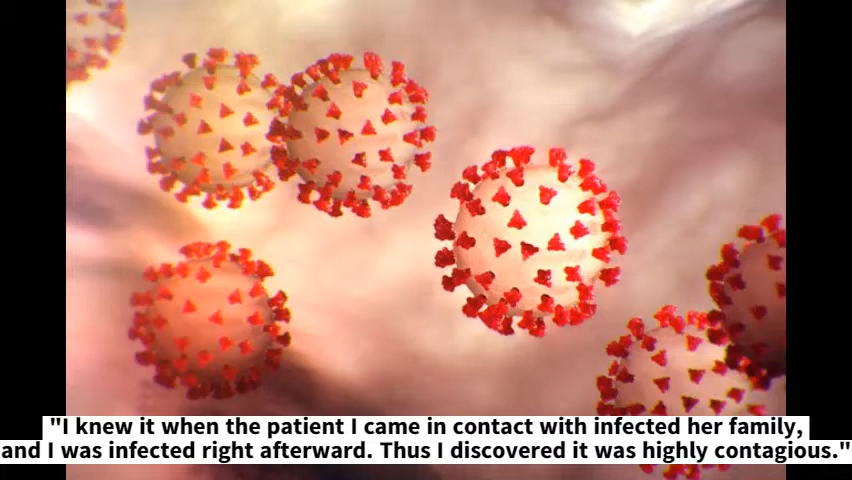 "I knew it when the patient I came in contact with infected her family,
and I was infected right afterward. Thus I discovered it was highly contagious."